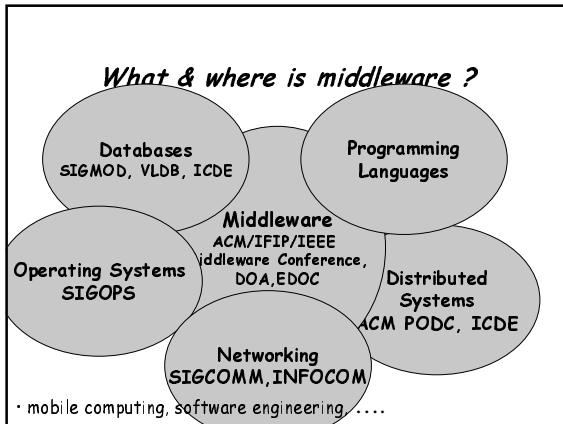 What & where is middleware ?
Databases
SIGMOD, VLDB, ICDE
Programming
Languages
Middleware
ACM/IFIP/IEEE
iddleware Conference,
DOA,EDOC
Operating Systems
SIGOPS
Distributed
Systems
ACM PODC, ICDE
Networking
SIGCOMM,INFOCOM
· mobile computing, software engineering, ....